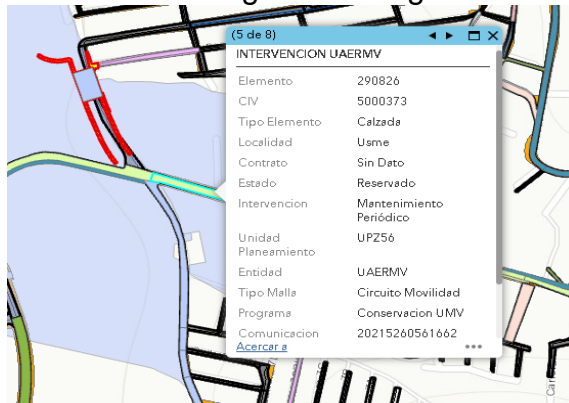 (5 de 8)
INTERVENCION UAERMV
Elemento 290826
CIV 5000373
Tipo Elemento Calzada
Localidad Usme
Contrato Sin Dato
Estado Reservado
Intervencion Mantenimiento
Periódico
Unidad UPZ56
Planeamiento
Entidad UAERMV
Tipo Malla Circuito Movilidad
Programa Conservacion UMV
Comunicacion 20215260561662
Acercar a